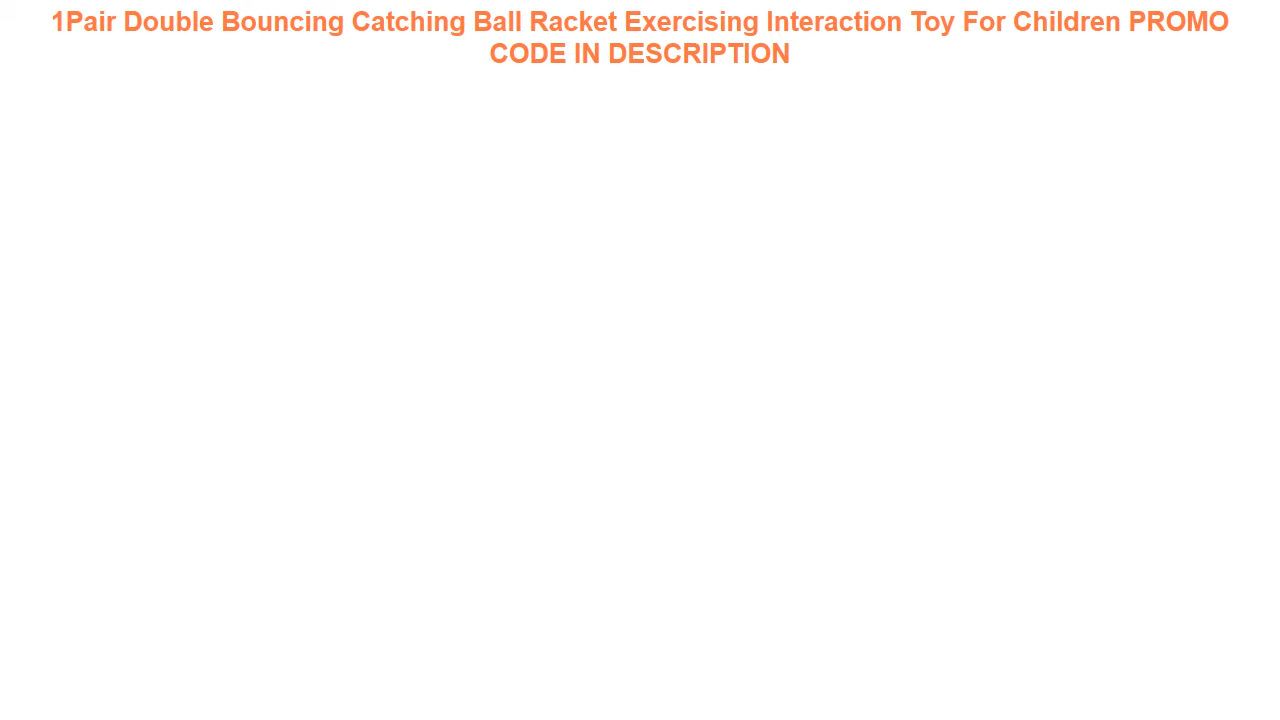 1Pair Double Bouncing Catching Ball Racket Exercising Interaction Toy For Children PROMO
CODE IN DESCRIPTION